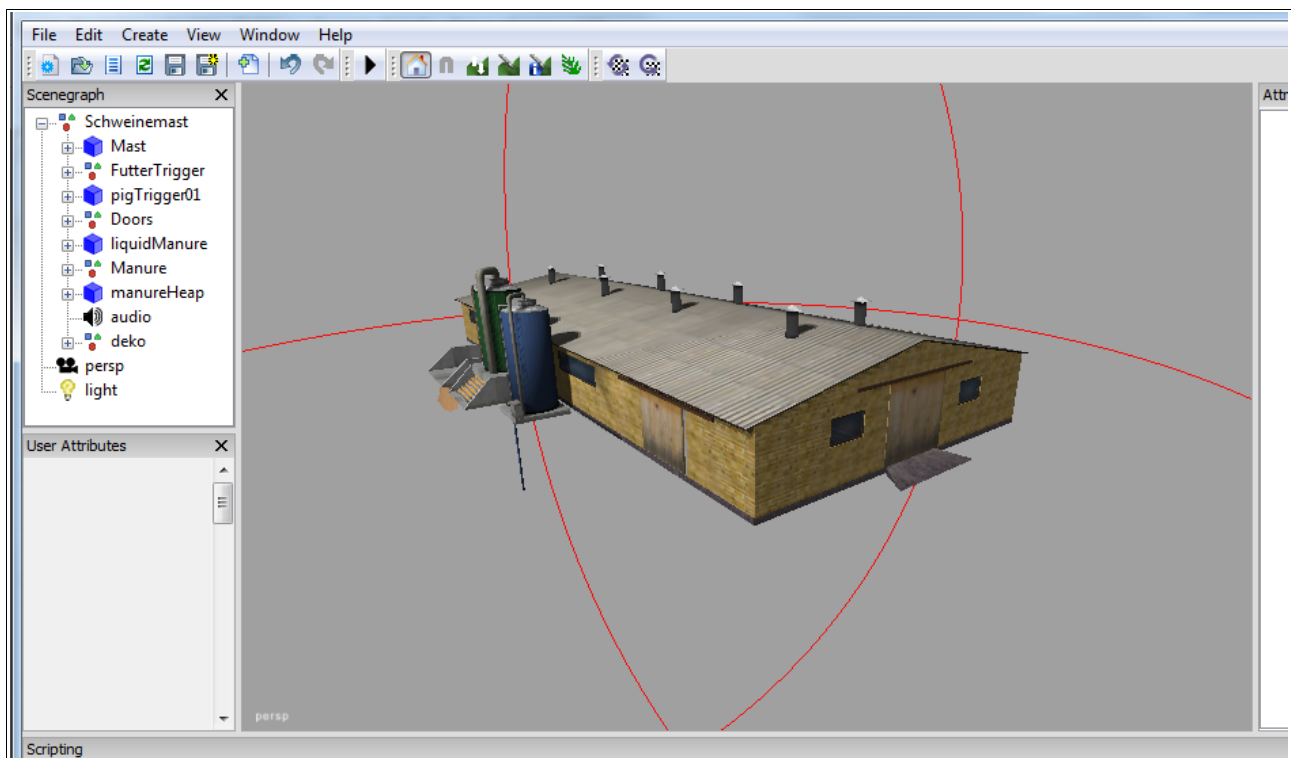 File Edit Create View Window Help
Scenegraph X
Attr
Schweinemast
Mast
FutterTrigger
pigTrigger01
Doors
liquidManure
Manure
manureHeap
audio
deko
persp
light
User Attributes X
persp
Scripting